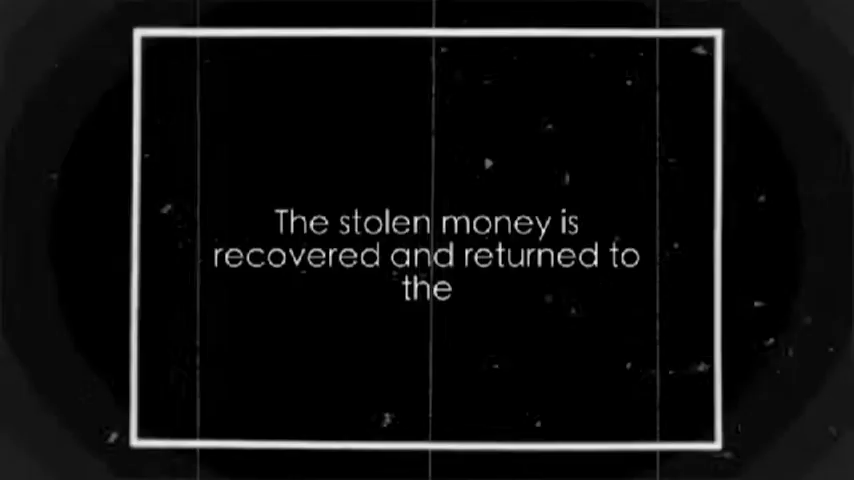 The stolen money is
recovered and returned to
the